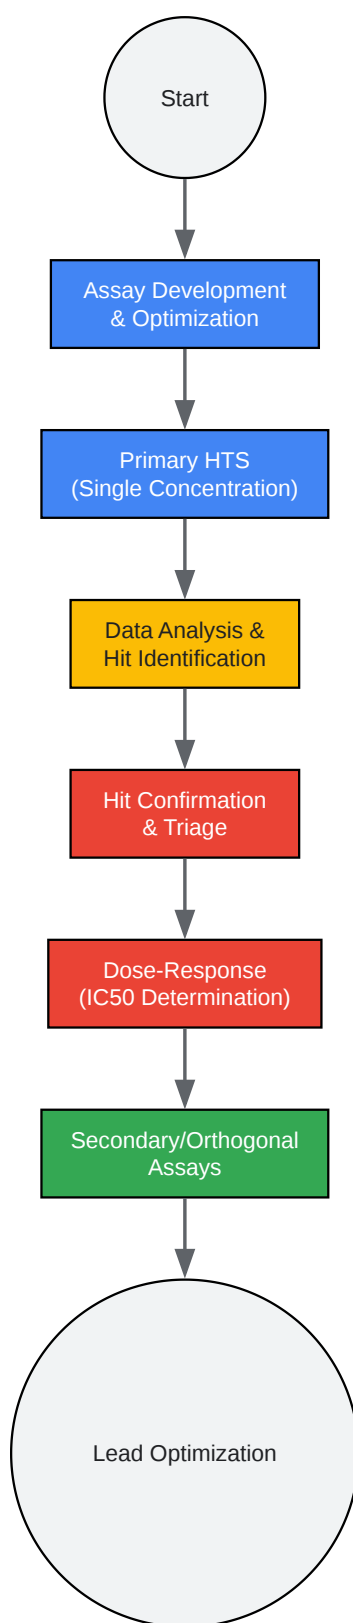 Start
Assay Development
& Optimization
Primary HTS
(Single Concentration)
Data Analysis &
Hit Identification
Hit Confirmation
& Triage
Dose-Response
(IC50 Determination)
Secondary/Orthogonal
Assays
Lead Optimization